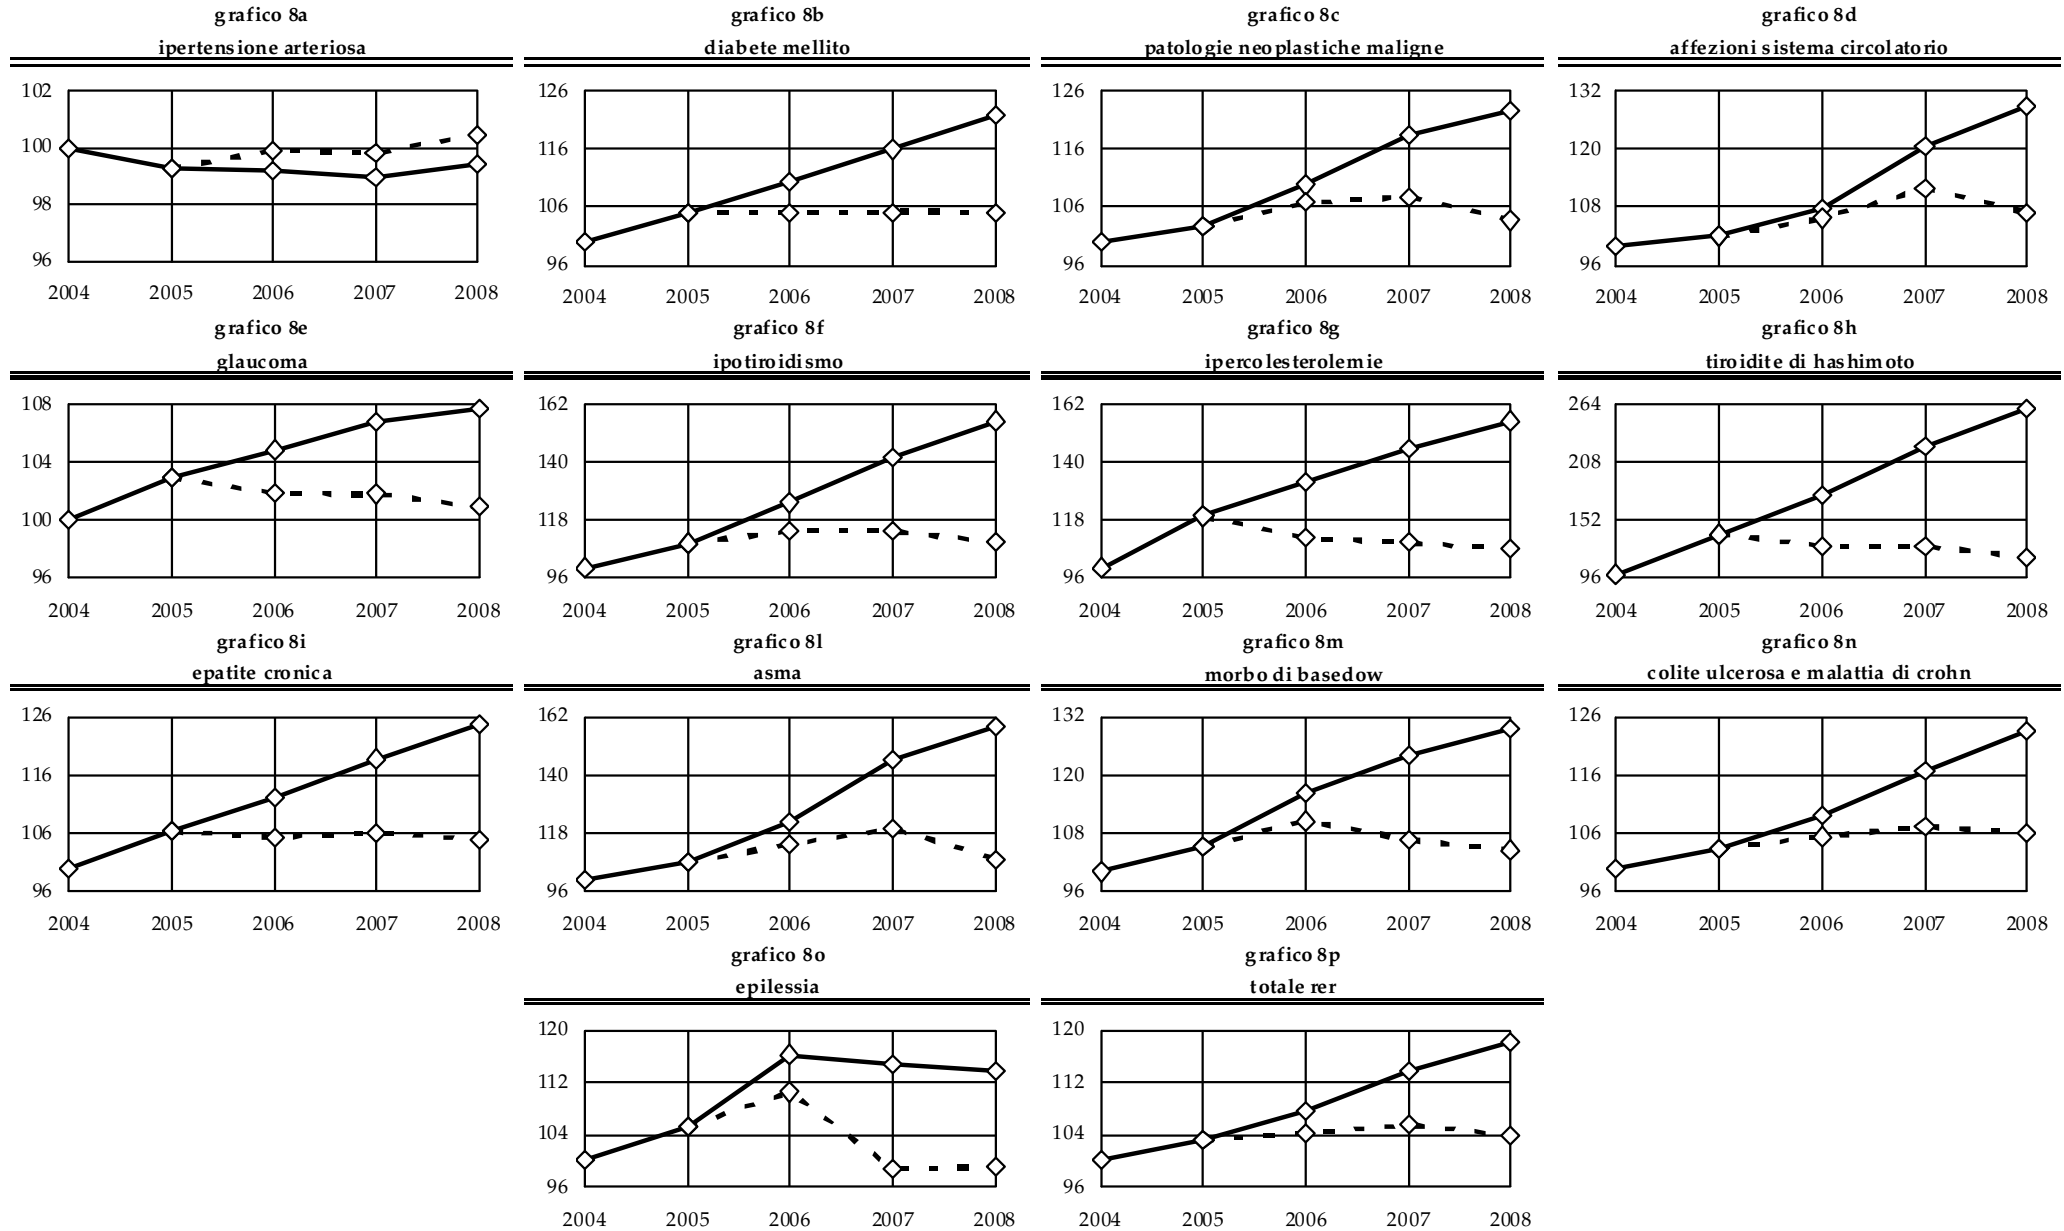 grafico 8a
ipertensione arteriosa
102
100
98
96
2004 2005 2006 2007 2008
grafico 8b
diabete mellito
126
116
106
96
2004 2005 2006 2007 2008
grafico 8c
patologie neoplastiche maligne
126
116
106
96
2004 2005 2006 2007 2008
grafico 8d
affezioni sistema circolatorio
132
120
108
96
2004 2005 2006 2007 2008
grafico 8e
glaucoma
108
104
100
96
2004 2005 2006 2007 2008
grafico 8f
ipotiroidismo
162
140
118
96
2004 2005 2006 2007 2008
grafico 8g
ipercolesterolemie
162
140
118
96
2004 2005 2006 2007 2008
grafico 8h
tiroidite di hashimoto
264
208
152
96
2004 2005 2006 2007 2008
grafico 8i
epatite cronica
126
116
106
96
2004 2005 2006 2007 2008
grafico 8l
asma
162
140
118
96
2004 2005 2006 2007 2008
grafico 8m
morbo di basedow
132
120
108
96
2004 2005 2006 2007 2008
grafico 8n
colite ulcerosa e malattia di crohn
126
116
106
96
2004 2005 2006 2007 2008
grafico 8o
epilessia
120
112
104
96
2004 2005 2006 2007 2008
grafico 8p
totale rer
120
112
104
96
2004 2005 2006 2007 2008